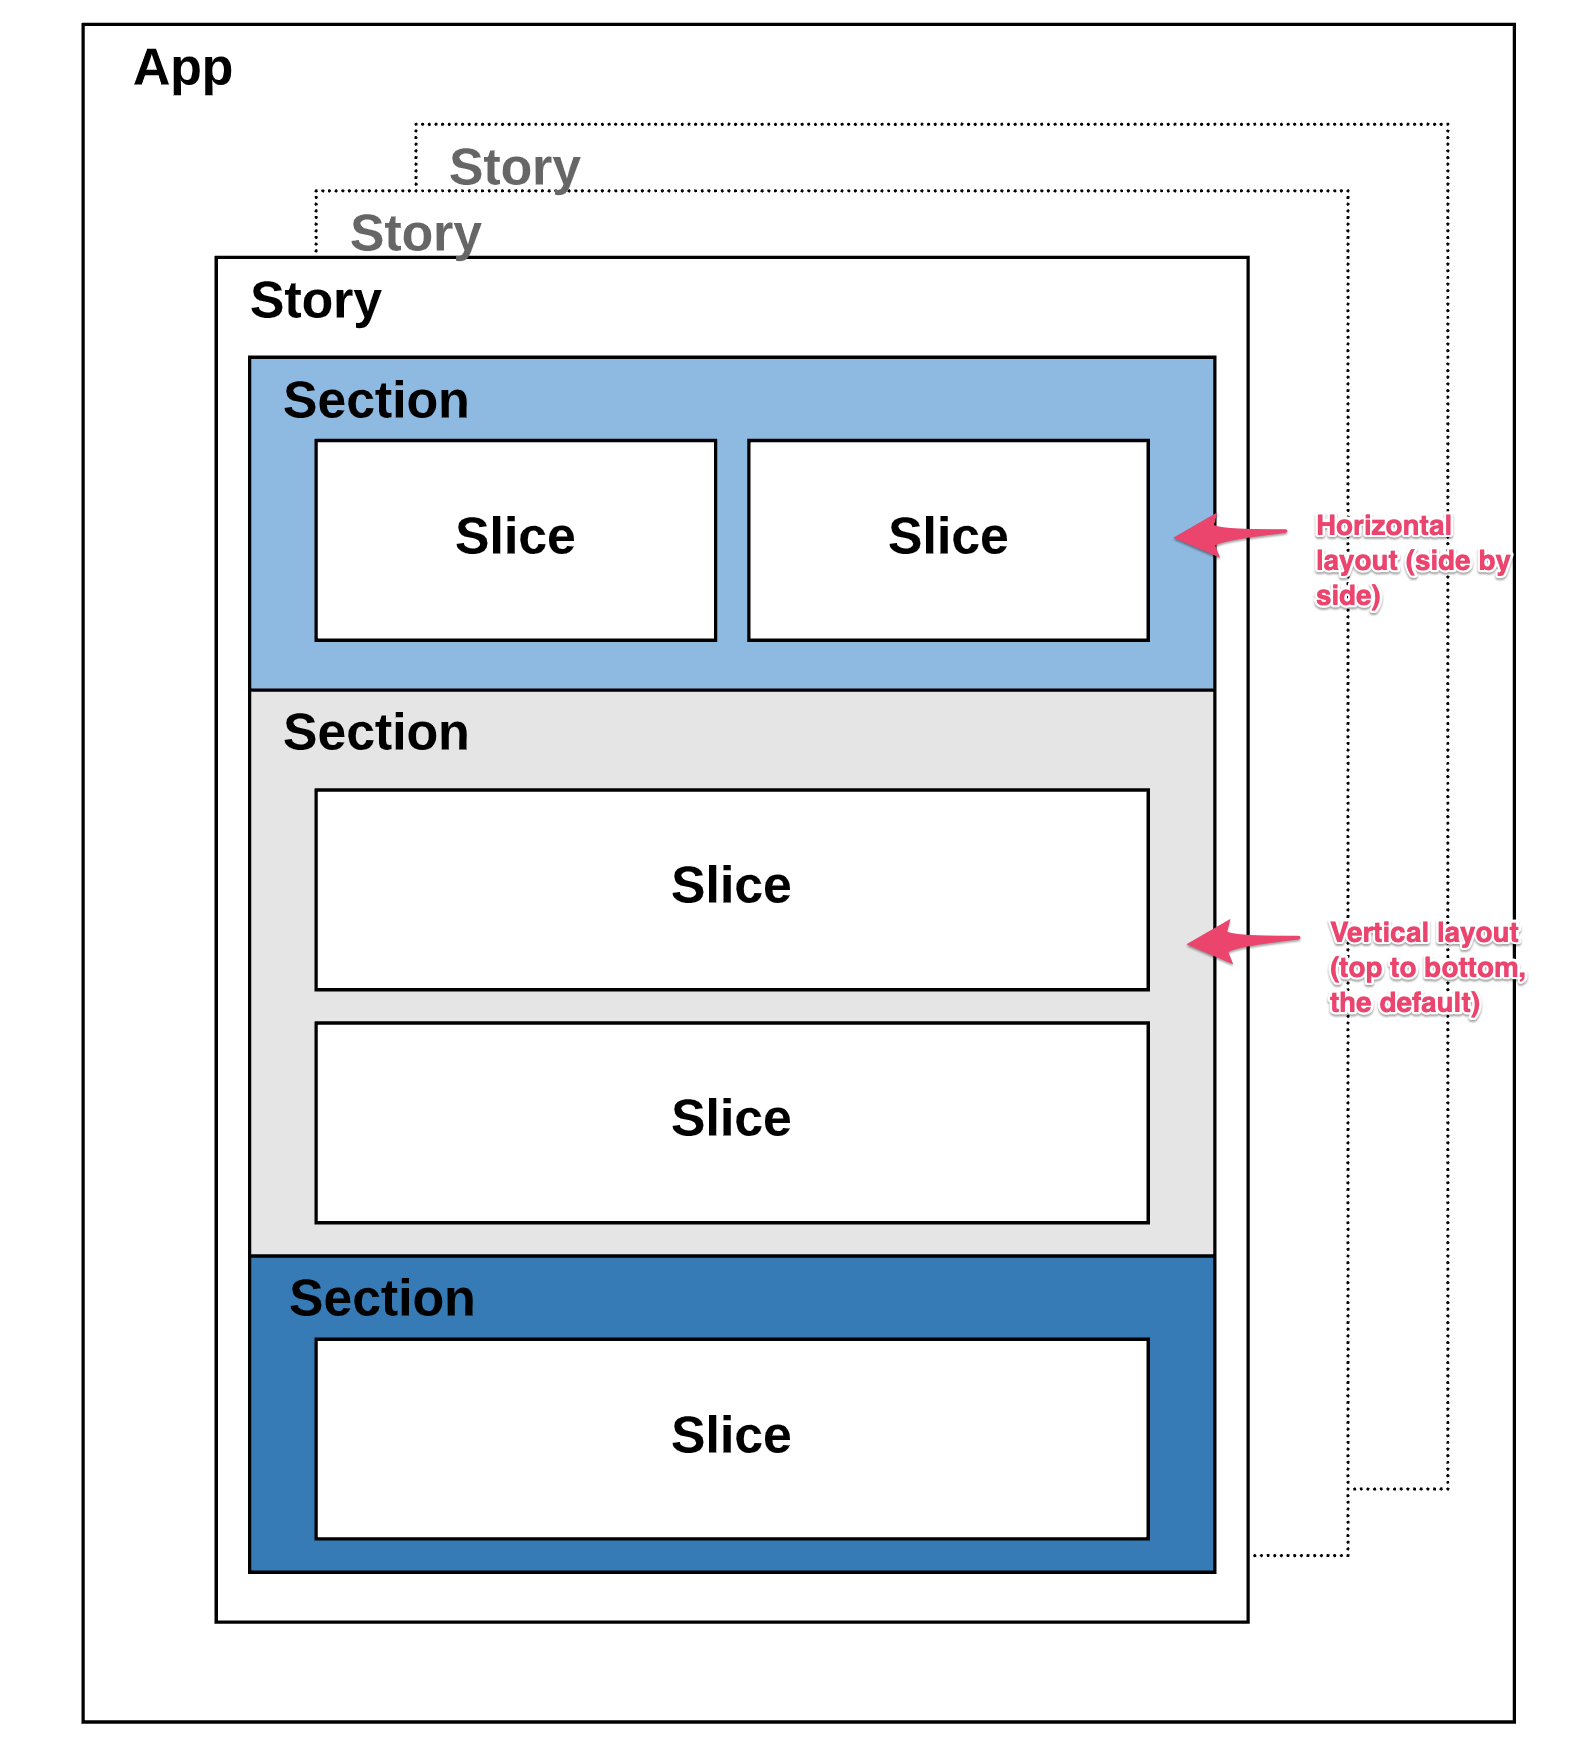 App
Story
Story
Story
Section
Slice
Slice
Horizontal
layout (side by
side)
Section
Slice
Vertical layout
(top to bottom,
the default)
Slice
Section
Slice